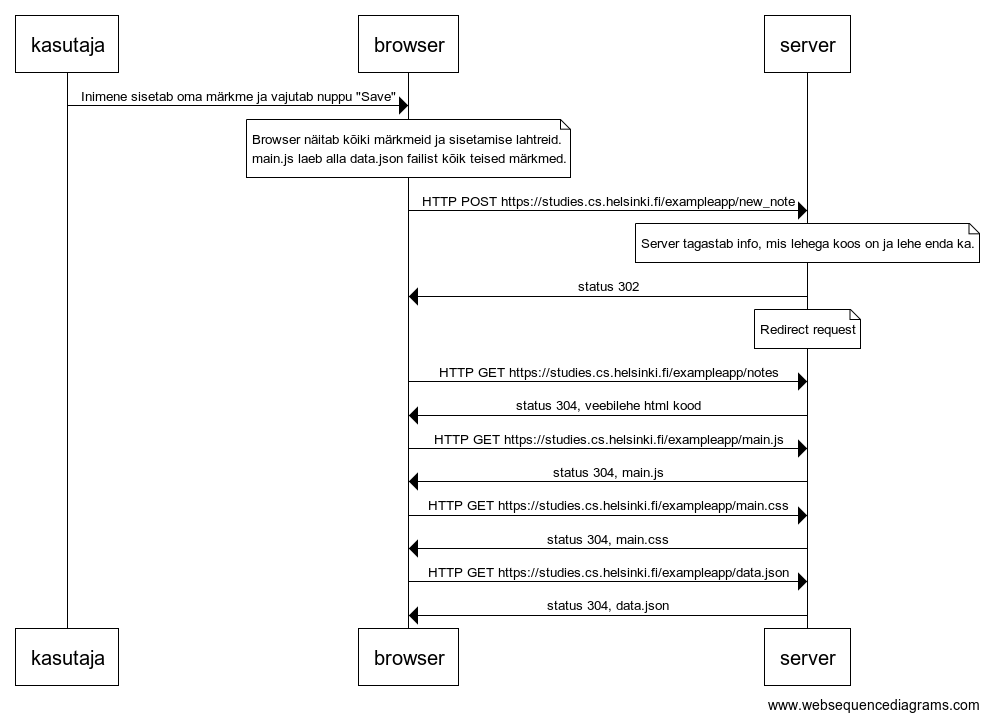 kasutaja
browser
server
Inimene sisetab oma märkme ja vajutab nuppu "Save"
Browser näitab kõiki märkmeid ja sisetamise lahtreid.
main.js laeb alla data.json failist kõik teised märkmed.
HTTP POST https://studies.cs.helsinki.fi/exampleapp/new_note
Server tagastab info, mis lehega koos on ja lehe enda ka.
status 302
Redirect request
HTTP GET https://studies.cs.helsinki.fi/exampleapp/notes
status 304, veebilehe html kood
HTTP GET https://studies.cs.helsinki.fi/exampleapp/main.js
status 304, main.js
HTTP GET https://studies.cs.helsinki.fi/exampleapp/main.css
status 304, main.css
HTTP GET https://studies.cs.helsinki.fi/exampleapp/data.json
status 304, data.json
kasutaja
browser
server
www.websequencediagrams.com